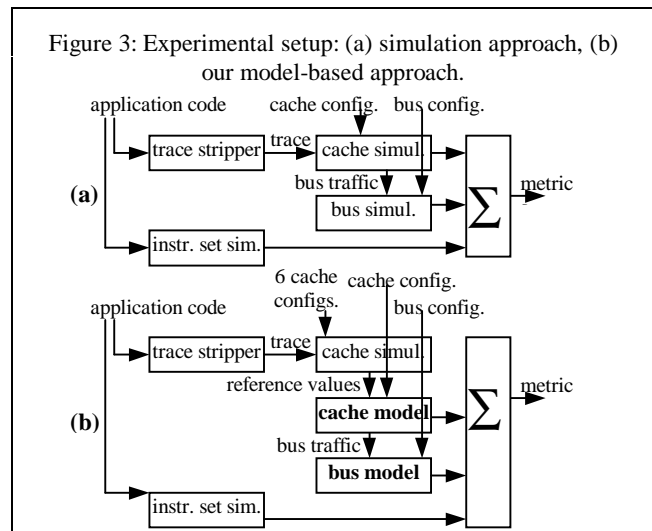 Figure 3: Experimental setup: (a) simulation approach, (b)
our model-based approach.
application code
cache config.
bus config.
trace stripper
trace
cache simul.
bus traffic
metric
(a)
bus simul.
Σ
instr. set sim.
6 cache
configs.
cache config.
application code
bus config.
trace stripper
trace
cache simul.
reference values
metric
cache model
Σ
(b)
bus traffic
bus model
instr. set sim.